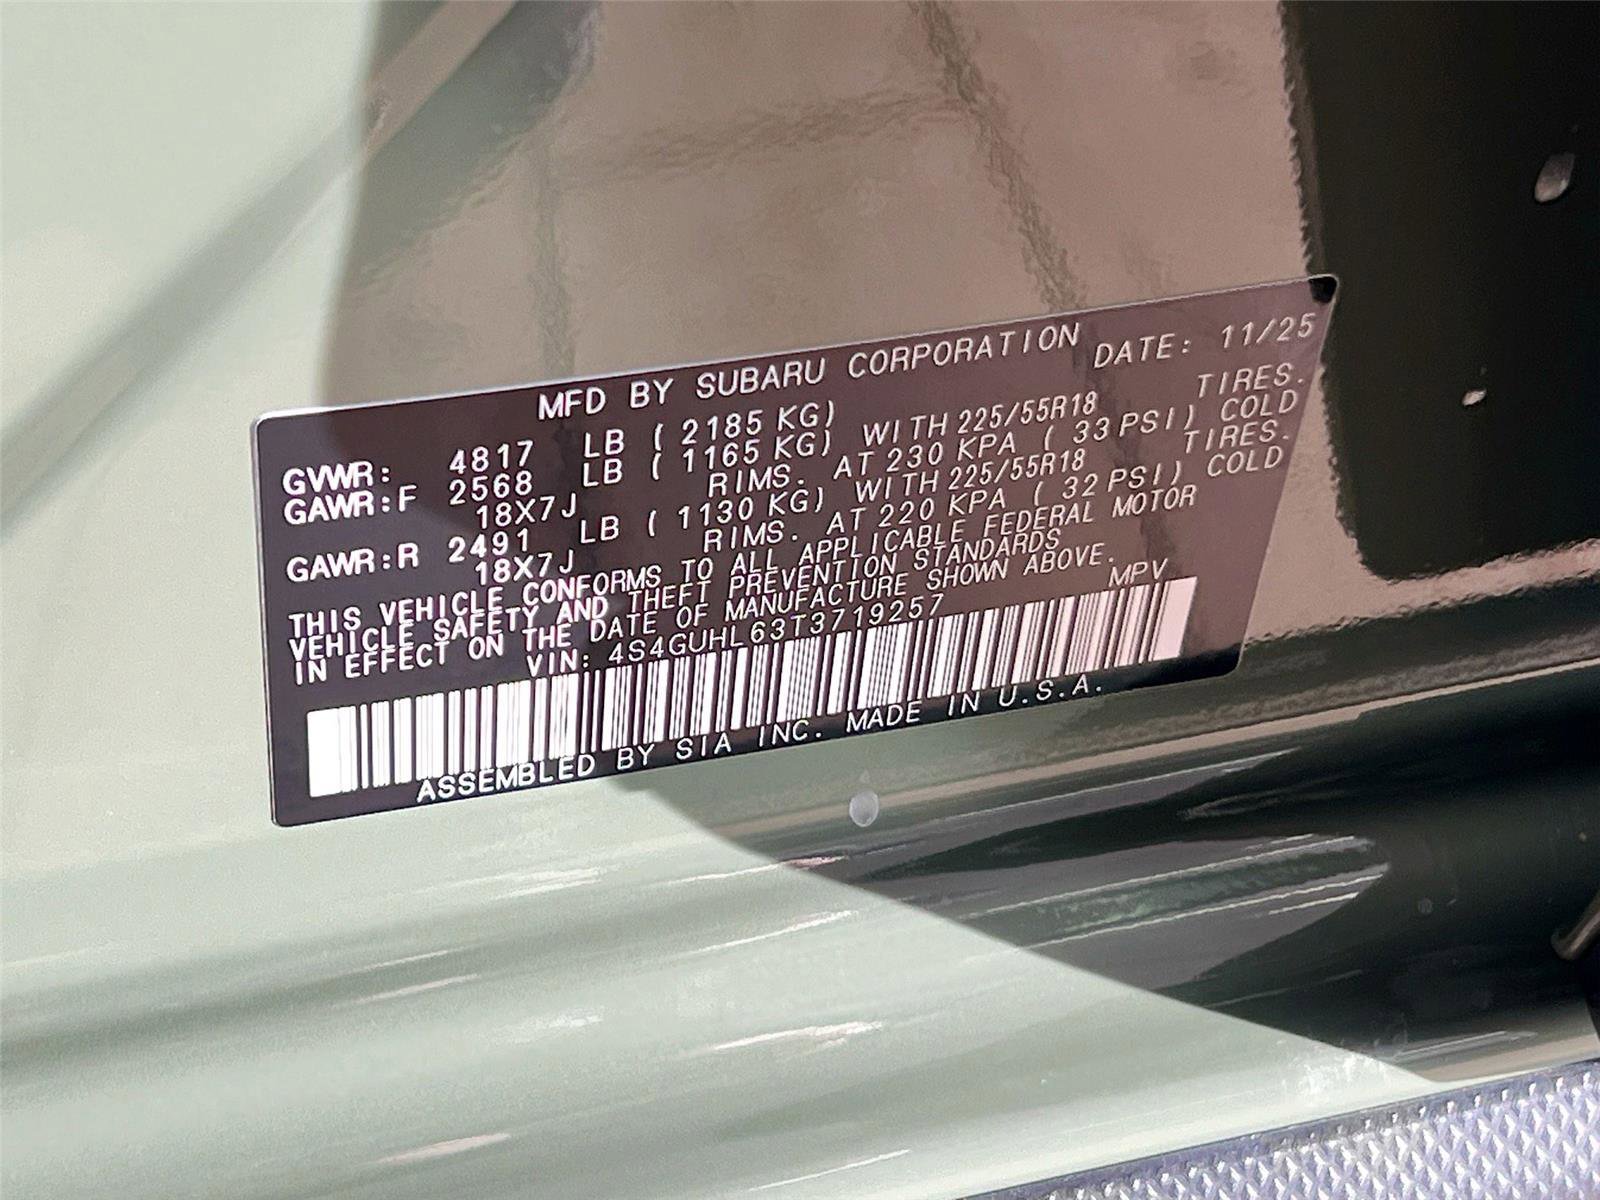 MFD BY SUBARU CORPORATION DATE: 11/25
GVWR: 4817 LB ( 2185 KG)
GAWR:F 2568 LB ( 1165 KG) WITH 225/55R18 TIRES.
18X7J RIMS. AT 230 KPA ( 33 PSI) COLD
GAWR:R 2491 LB ( 1130 KG) WITH 225/55R18 TIRES.
18X7J RIMS. AT 220 KPA ( 32 PSI) COLD
THIS VEHICLE CONFORMS TO ALL APPLICABLE FEDERAL MOTOR
VEHICLE SAFETY AND THEFT PREVENTION STANDARDS
IN EFFECT ON THE DATE OF MANUFACTURE SHOWN ABOVE.
VIN: 4S4GUHL63T3719257 MPV
ASSEMBLED BY SIA INC. MADE IN U.S.A.